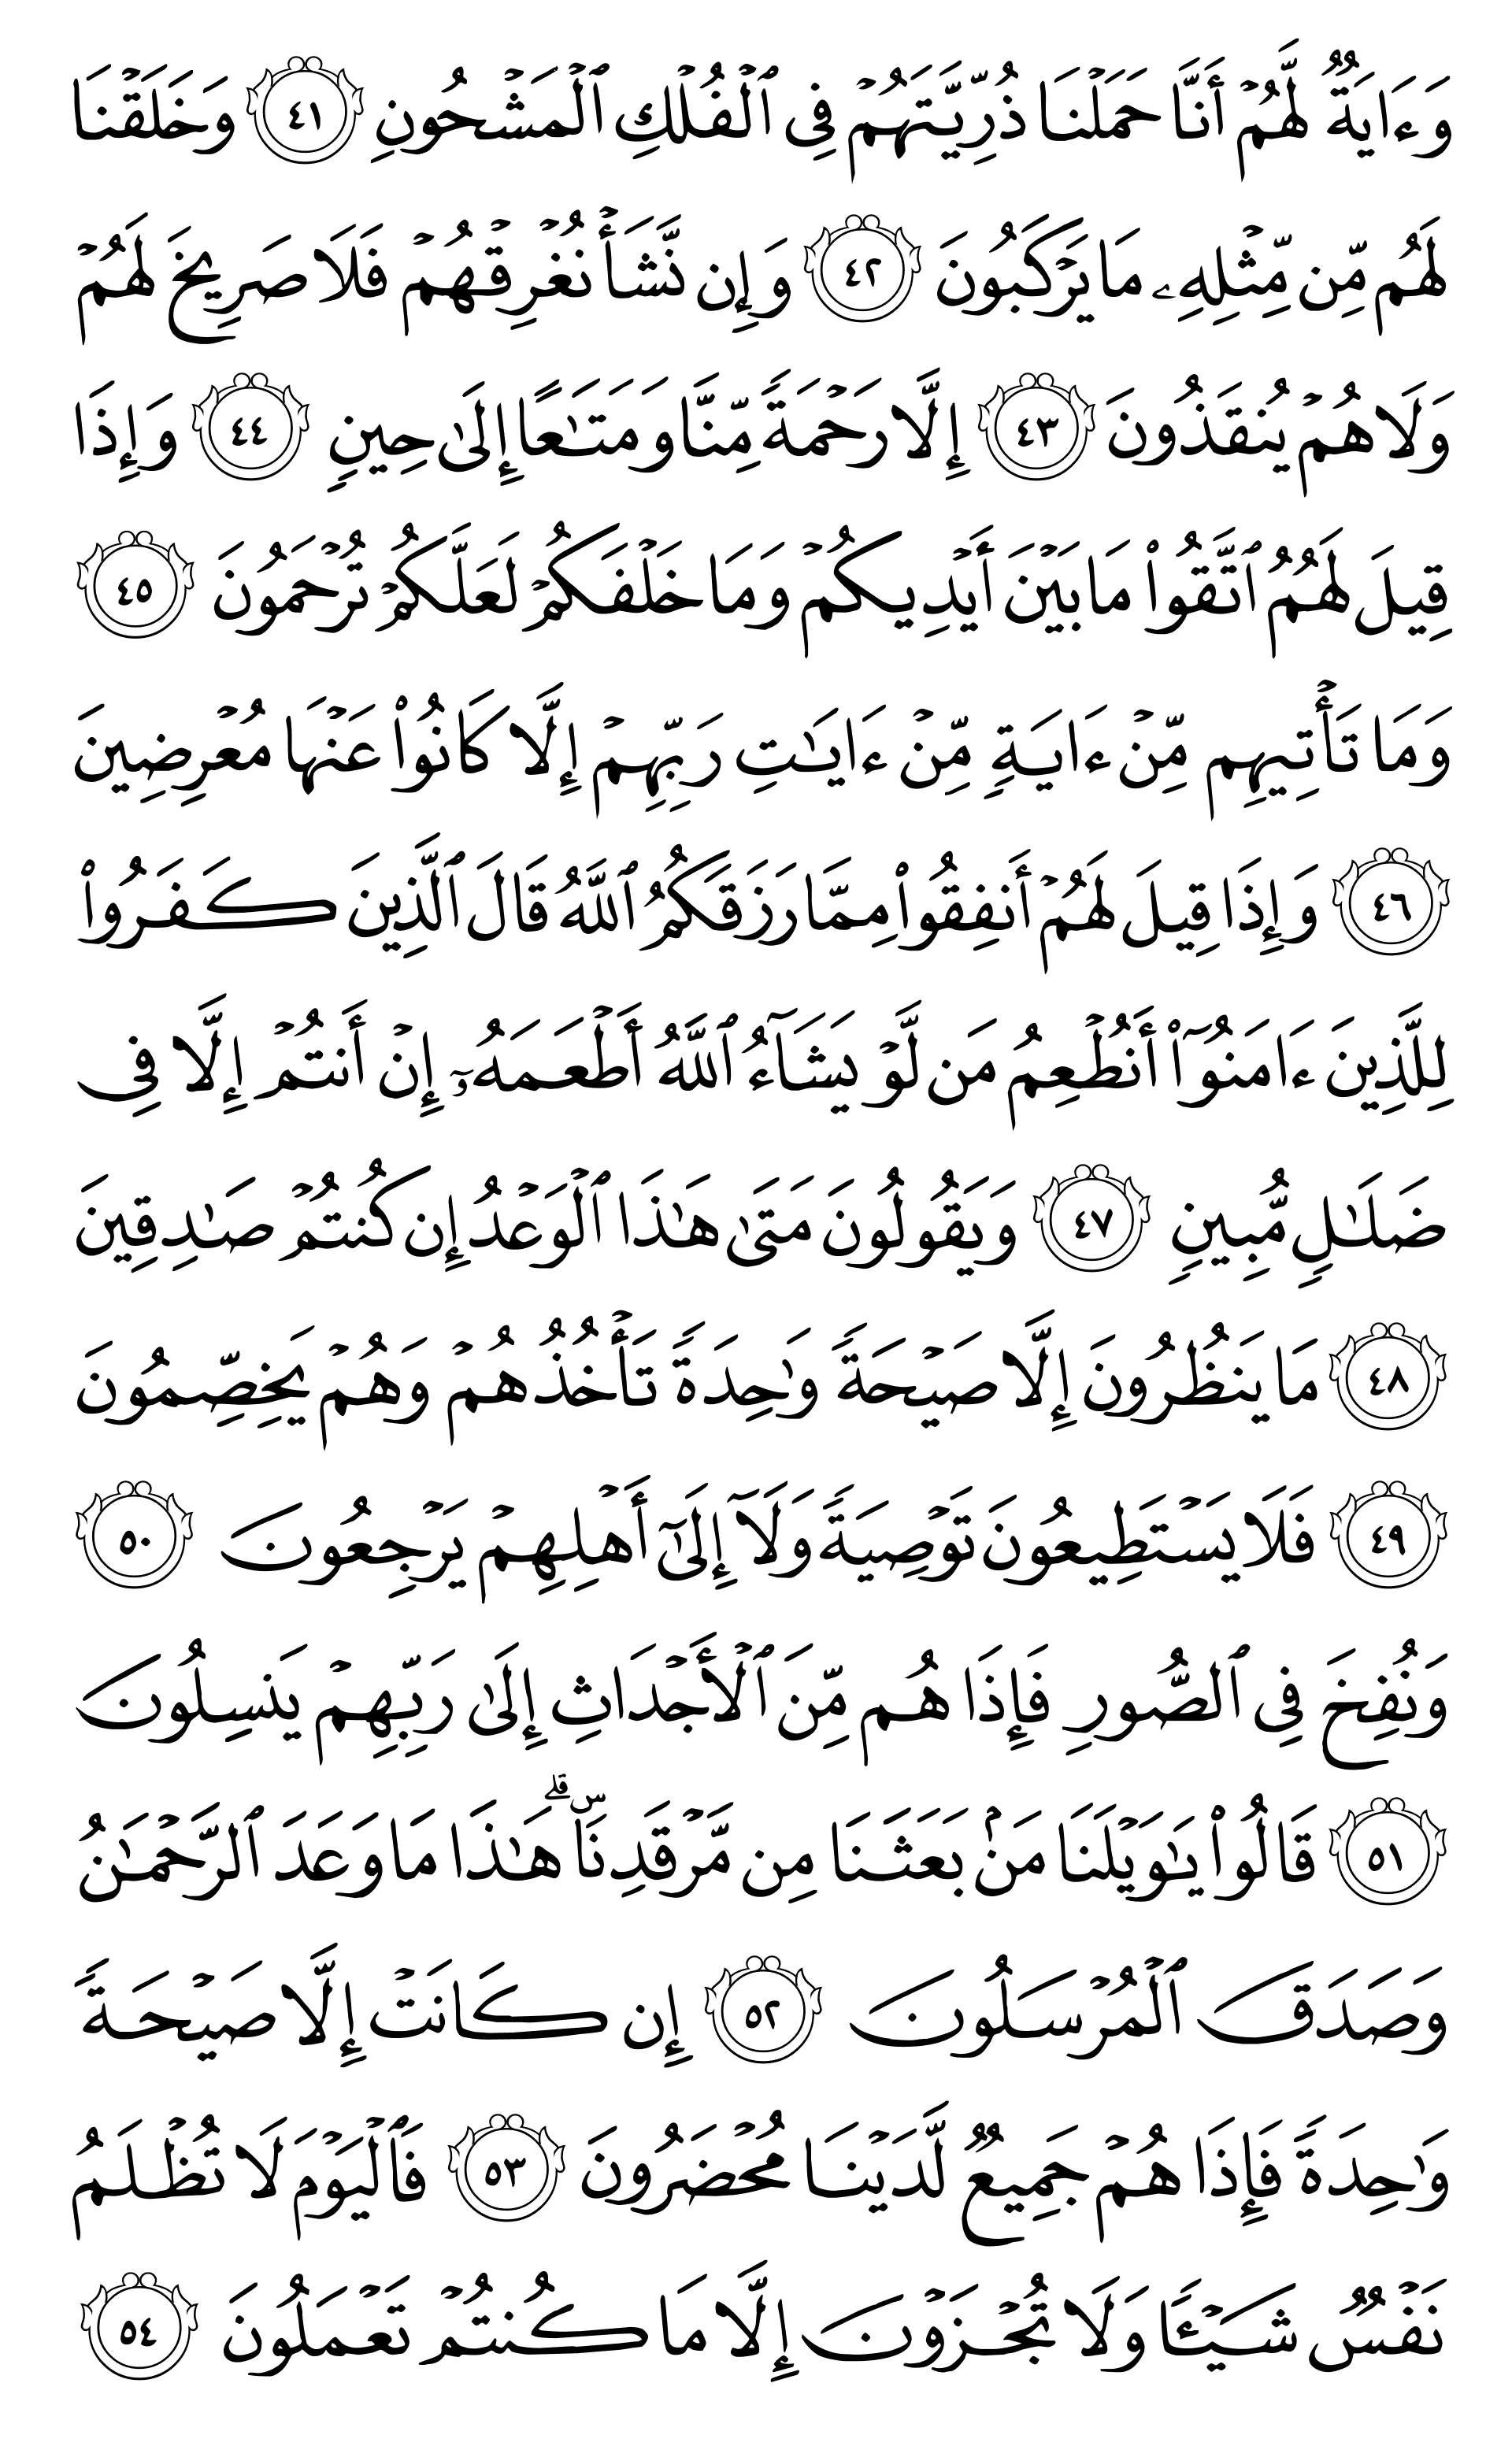 وَءَايَةٌ لَّهُمۡ أَنَّا حَمَلۡنَا ذُرِّيَّتَهُمۡ فِي ٱلۡفُلۡكِ ٱلۡمَشۡحُونِ ٤١ وَخَلَقۡنَا
لَهُم مِّن مِّثۡلِهِۦ مَا يَرۡكَبُونَ ٤٢ وَإِن نَّشَأۡ نُغۡرِقۡهُمۡ فَلَا صَرِيخَ لَهُمۡ
وَلَا هُمۡ يُنقَذُونَ ٤٣ إِلَّا رَحۡمَةٗ مِّنَّا وَمَتَٰعًا إِلَىٰ حِينٖ ٤٤ وَإِذَا
قِيلَ لَهُمُ ٱتَّقُواْ مَا بَيۡنَ أَيۡدِيكُمۡ وَمَا خَلۡفَكُمۡ لَعَلَّكُمۡ تُرۡحَمُونَ ٤٥
وَمَا تَأۡتِيهِم مِّنۡ ءَايَةٖ مِّنۡ ءَايَٰتِ رَبِّهِمۡ إِلَّا كَانُواْ عَنۡهَا مُعۡرِضِينَ
٤٦ وَإِذَا قِيلَ لَهُمۡ أَنفِقُواْ مِمَّا رَزَقَكُمُ ٱللَّهُ قَالَ ٱلَّذِينَ كَفَرُواْ
لِلَّذِينَ ءَامَنُوٓاْ أَنُطۡعِمُ مَن لَّوۡ يَشَآءُ ٱللَّهُ أَطۡعَمَهُۥٓ إِنۡ أَنتُمۡ إِلَّا فِي
ضَلَٰلٖ مُّبِينٖ ٤٧ وَيَقُولُونَ مَتَىٰ هَٰذَا ٱلۡوَعۡدُ إِن كُنتُمۡ صَٰدِقِينَ
٤٨ مَا يَنظُرُونَ إِلَّا صَيۡحَةٗ وَٰحِدَةٗ تَأۡخُذُهُمۡ وَهُمۡ يَخِصِّمُونَ
٤٩ فَلَا يَسۡتَطِيعُونَ تَوۡصِيَةٗ وَلَآ إِلَىٰٓ أَهۡلِهِمۡ يَرۡجِعُونَ ٥٠
وَنُفِخَ فِي ٱلصُّورِ فَإِذَا هُم مِّنَ ٱلۡأَجۡدَاثِ إِلَىٰ رَبِّهِمۡ يَنسِلُونَ
٥١ قَالُواْ يَٰوَيۡلَنَا مَنۢ بَعَثَنَا مِن مَّرۡقَدِنَاۜۗ هَٰذَا مَا وَعَدَ ٱلرَّحۡمَٰنُ
وَصَدَقَ ٱلۡمُرۡسَلُونَ ٥٢ إِن كَانَتۡ إِلَّا صَيۡحَةٗ
وَٰحِدَةٗ فَإِذَا هُمۡ جَمِيعٞ لَّدَيۡنَا مُحۡضَرُونَ ٥٣ فَٱلۡيَوۡمَ لَا تُظۡلَمُ
نَفۡسٞ شَيۡـٔٗا وَلَا تُجۡزَوۡنَ إِلَّا مَا كُنتُمۡ تَعۡمَلُونَ ٥٤